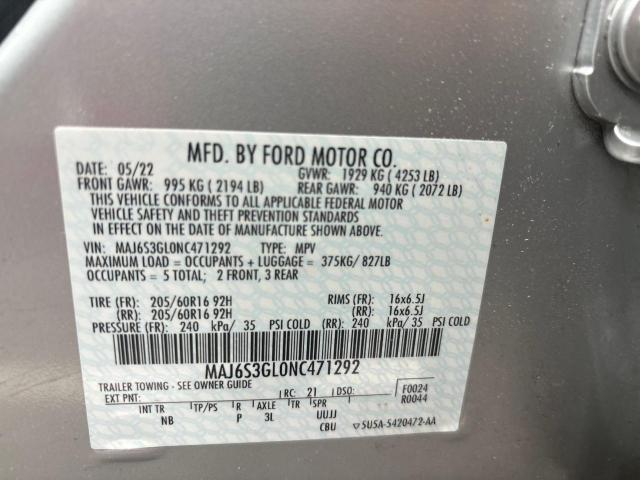 MFD. BY FORD MOTOR CO.
DATE: 05/22 GVWR: 1929 KG (4253 LB)
FRONT GAWR: 995 KG (2194 LB) REAR GAWR: 940 KG (2072 LB)
THIS VEHICLE CONFORMS TO ALL APPLICABLE FEDERAL MOTOR
VEHICLE SAFETY AND THEFT PREVENTION STANDARDS
IN EFFECT ON THE DATE OF MANUFACTURE SHOWN ABOVE.
VIN: MAJ6S3GL0NC471292 TYPE: MPV
MAXIMUM LOAD = OCCUPANTS + LUGGAGE = 375KG/ 827LB
OCCUPANTS = 5 TOTAL; 2 FRONT, 3 REAR
TIRE (FR): 205/60R16 92H RIMS (FR): 16x6.5J
(RR): 205/60R16 92H (RR): 16x6.5J
PRESSURE (FR): 240 kPa/ 35 PSI COLD (RR): 240 kPa/ 35 PSI COLD
MAJ6S3GL0NC471292
TRAILER TOWING - SEE OWNER GUIDE
EXT PNT: RC: 21 DSO: F0024
R0044
INT TR TP/PS R AXLE TR SPR
NB P 3L UUJJ
CBU SU5A-5420472-AA